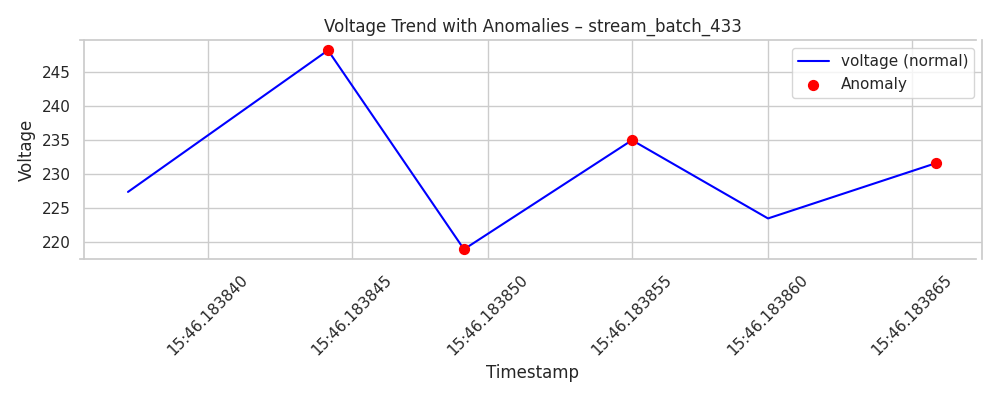 Voltage Trend with Anomalies – stream_batch_433
voltage (normal)
Anomaly
Voltage
245
240
235
230
225
220
15:46.183840
15:46.183845
15:46.183850
15:46.183855
15:46.183860
15:46.183865
Timestamp